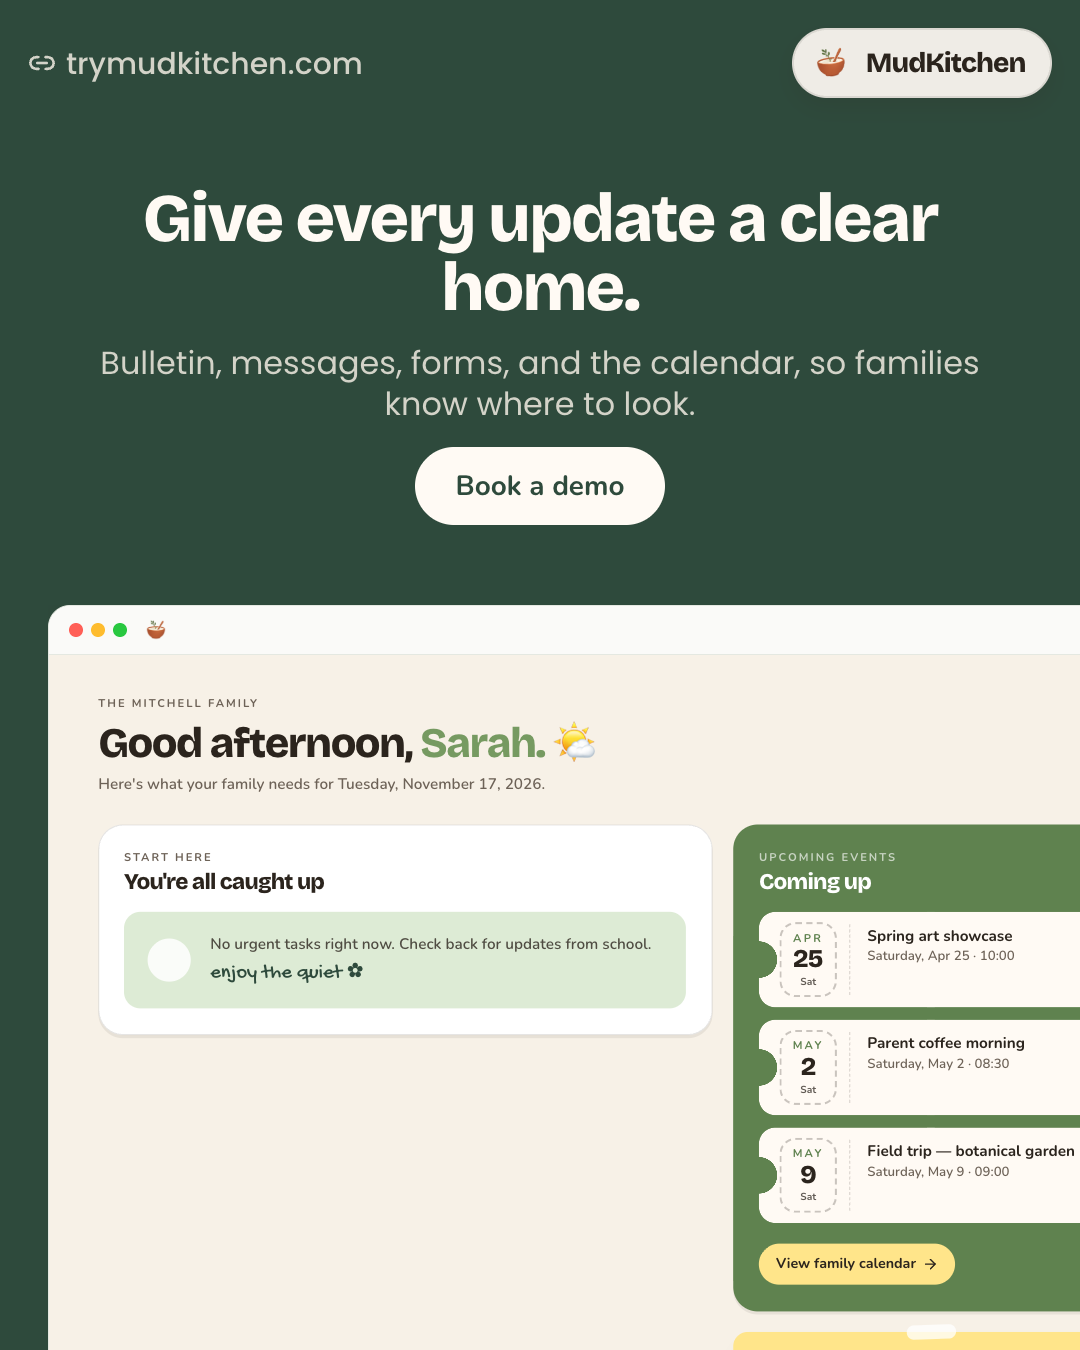 trymudkitchen.com
MudKitchen
Give every update a clear
home.
Bulletin, messages, forms, and the calendar, so families
know where to look.
Book a demo
THE MITCHELL FAMILY
Good afternoon, Sarah. 🌤️
Here's what your family needs for Tuesday, November 17, 2026.
START HERE
You're all caught up
No urgent tasks right now. Check back for updates from school.
enjoy the quiet ✿
UPCOMING EVENTS
Coming up
APR
25
Sat
Spring art showcase
Saturday, Apr 25 · 10:00
MAY
2
Sat
Parent coffee morning
Saturday, May 2 · 08:30
MAY
9
Sat
Field trip — botanical garden
Saturday, May 9 · 09:00
View family calendar →